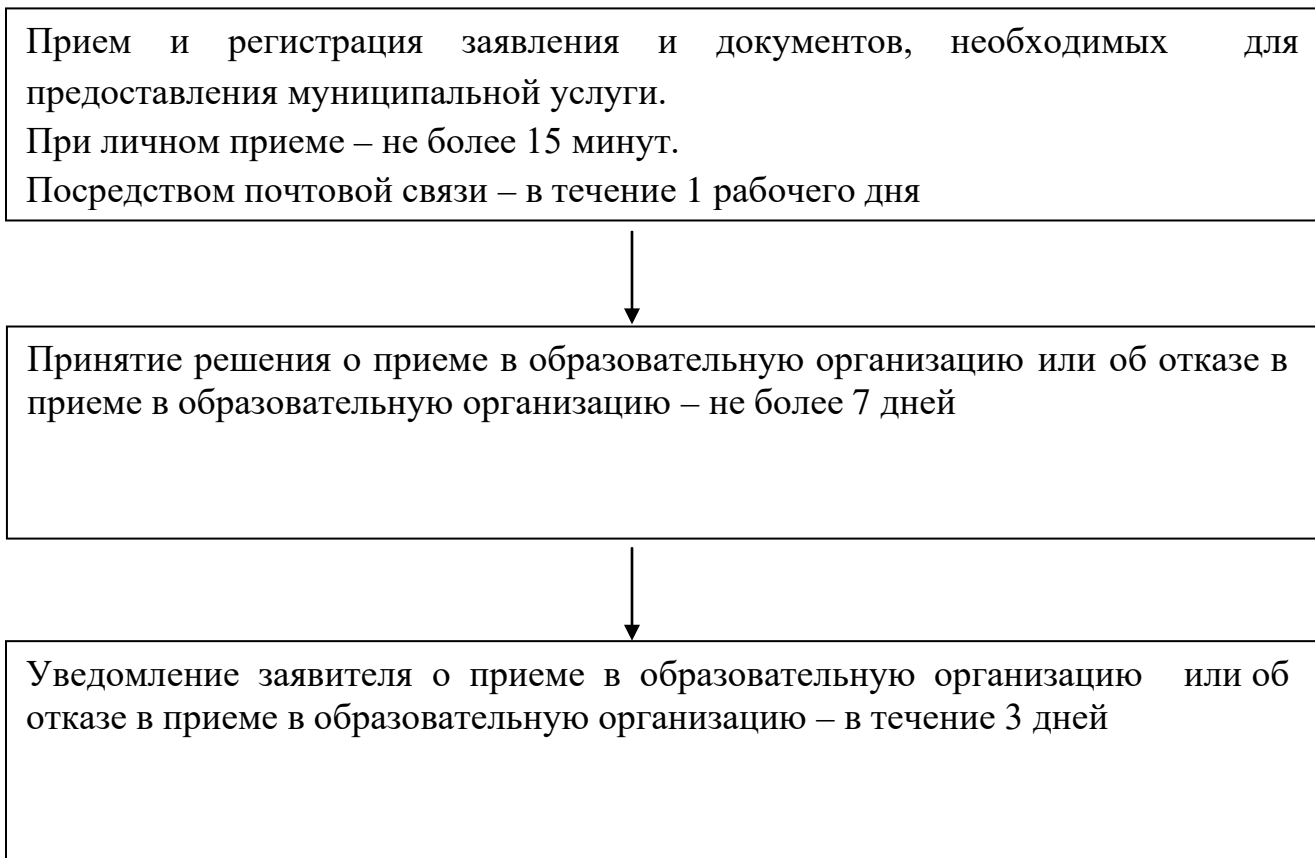 Прием и регистрация заявления и документов, необходимых для
предоставления муниципальной услуги.
При личном приеме – не более 15 минут.
Посредством почтовой связи – в течение 1 рабочего дня
Принятие решения о приеме в образовательную организацию или об отказе в
приеме в образовательную организацию – не более 7 дней
Уведомление заявителя о приеме в образовательную организацию или об
отказе в приеме в образовательную организацию – в течение 3 дней